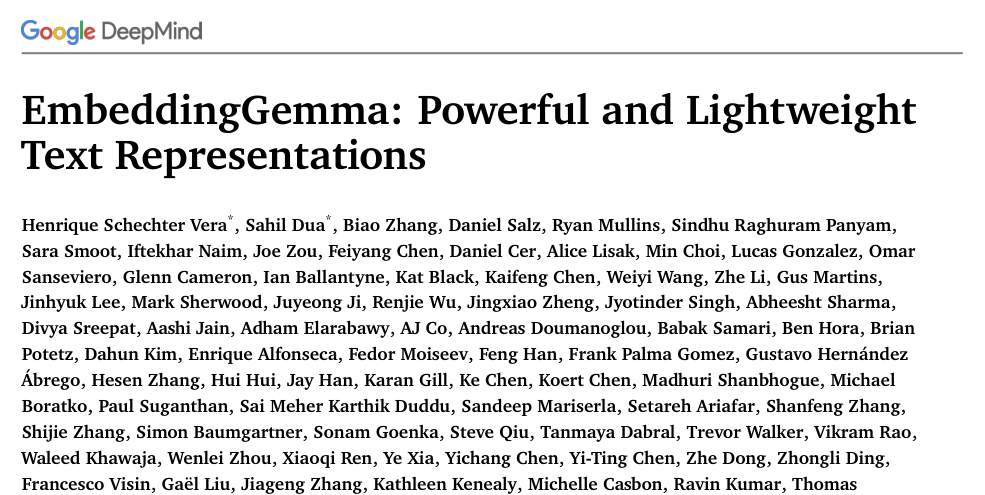 Google DeepMind
EmbeddingGemma: Powerful and Lightweight
Text Representations
Henrique Schechter Vera*, Sahil Dua*, Biao Zhang, Daniel Salz, Ryan Mullins, Sindhu Raghuram Panyam,
Sara Smoot, Iftekhar Naim, Joe Zou, Feiyang Chen, Daniel Cer, Alice Lisak, Min Choi, Lucas Gonzalez, Omar
Sanseviero, Glenn Cameron, Ian Ballantyne, Kat Black, Kaifeng Chen, Weiyi Wang, Zhe Li, Gus Martins,
Jinhyuk Lee, Mark Sherwood, Juyeong Ji, Renjie Wu, Jingxiao Zheng, Jyotinder Singh, Abheesht Sharma,
Divya Sreepat, Aashi Jain, Adham Elarabawy, AJ Co, Andreas Doumanoglou, Babak Samari, Ben Hora, Brian
Potetz, Dahun Kim, Enrique Alfonseca, Fedor Moiseev, Feng Han, Frank Palma Gomez, Gustavo Hernández
Ábrego, Hesen Zhang, Hui Hui, Jay Han, Karan Gill, Ke Chen, Koert Chen, Madhuri Shanbhogue, Michael
Boratko, Paul Suganthan, Sai Meher Karthik Duddu, Sandeep Mariserla, Setareh Ariafar, Shanfeng Zhang,
Shijie Zhang, Simon Baumgartner, Sonam Goenka, Steve Qiu, Tanmaya Dabral, Trevor Walker, Vikram Rao,
Waleed Khawaja, Wenlei Zhou, Xiaoqi Ren, Ye Xia, Yichang Chen, Yi-Ting Chen, Zhe Dong, Zhongli Ding,
Francesco Visin, Gaël Liu, Jiageng Zhang, Kathleen Kenealy, Michelle Casbon, Ravin Kumar, Thomas